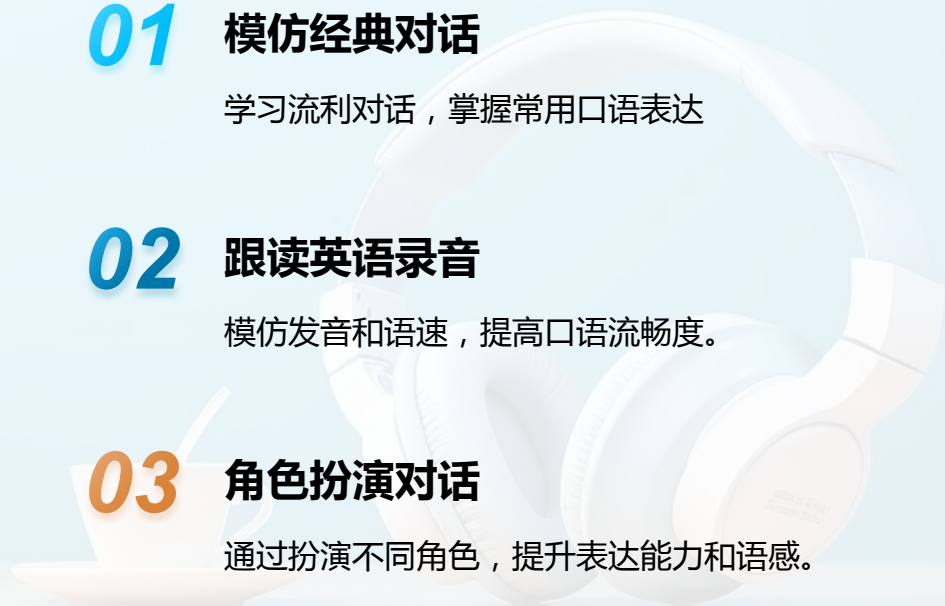 01 模仿经典对话
学习流利对话，掌握常用口语表达
02 跟读英语录音
模仿发音和语速，提高口语流畅度。
03 角色扮演对话
通过扮演不同角色，提升表达能力和语感。